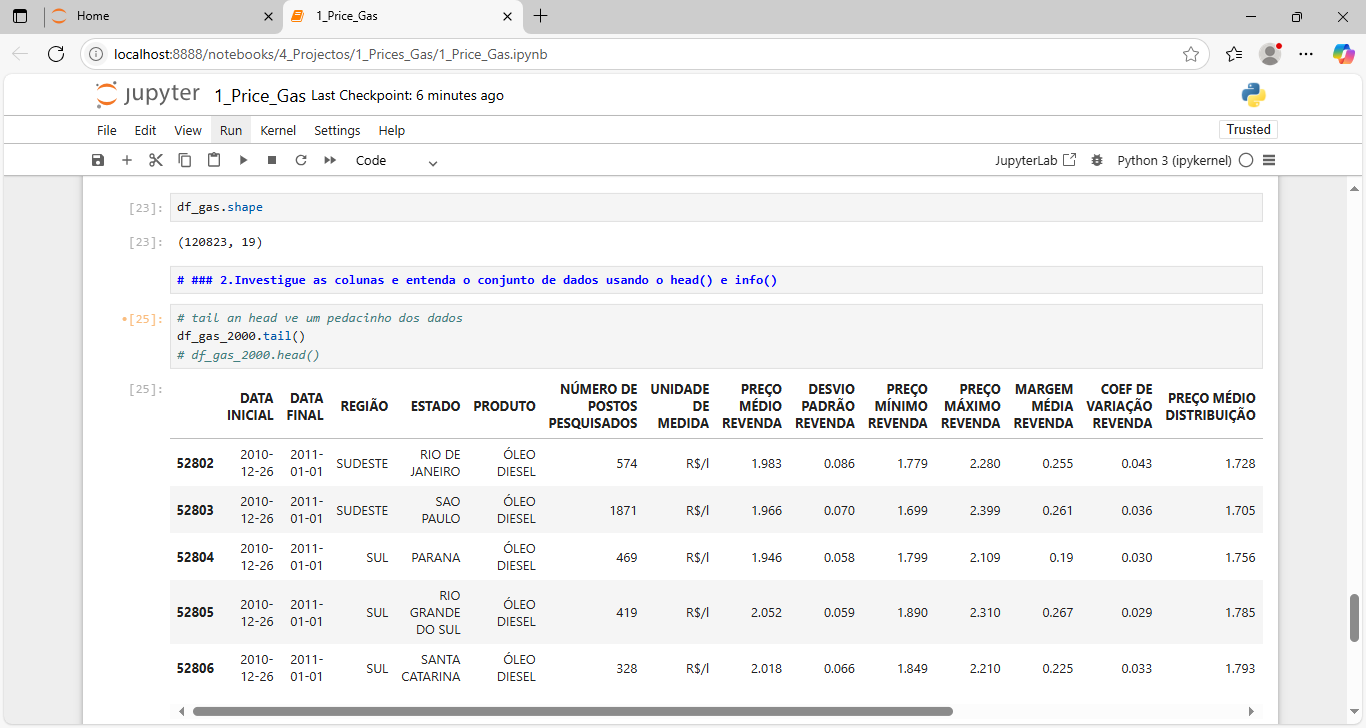 Home
1_Price_Gas
localhost:8888/notebooks/4_Projectos/1_Prices_Gas/1_Price_Gas.ipynb
jupyter 1_Price_Gas Last Checkpoint: 6 minutes ago
File Edit View Run Kernel Settings Help
Trusted
Code
JupyterLab
Python 3 (ipykernel)
[23]: df_gas.shape
[23]: (120823, 19)
# ### 2.Investigue as colunas e entenda o conjunto de dados usando o head() e info()
•[25]: # tail an head ve um pedacinho dos dados
df_gas_2000.tail()
# df_gas_2000.head()
[25]:
DATA INICIAL DATA FINAL REGIÃO ESTADO PRODUTO NÚMERO DE POSTOS PESQUISADOS UNIDADE DE MEDIDA PREÇO MÉDIO REVENDA DESVIO PADRÃO REVENDA PREÇO MÍNIMO REVENDA PREÇO MÁXIMO REVENDA MARGEM MÉDIA REVENDA COEF DE VARIAÇÃO REVENDA PREÇO MÉDIO DISTRIBUIÇÃO
52802 2010-12-26 2011-01-01 SUDESTE RIO DE JANEIRO ÓLEO DIESEL 574 R$/l 1.983 0.086 1.779 2.280 0.255 0.043 1.728
52803 2010-12-26 2011-01-01 SUDESTE SAO PAULO ÓLEO DIESEL 1871 R$/l 1.966 0.070 1.699 2.399 0.261 0.036 1.705
52804 2010-12-26 2011-01-01 SUL PARANA ÓLEO DIESEL 469 R$/l 1.946 0.058 1.799 2.109 0.19 0.030 1.756
52805 2010-12-26 2011-01-01 SUL RIO GRANDE DO SUL ÓLEO DIESEL 419 R$/l 2.052 0.059 1.890 2.310 0.267 0.029 1.785
52806 2010-12-26 2011-01-01 SUL SANTA CATARINA ÓLEO DIESEL 328 R$/l 2.018 0.066 1.849 2.210 0.225 0.033 1.793